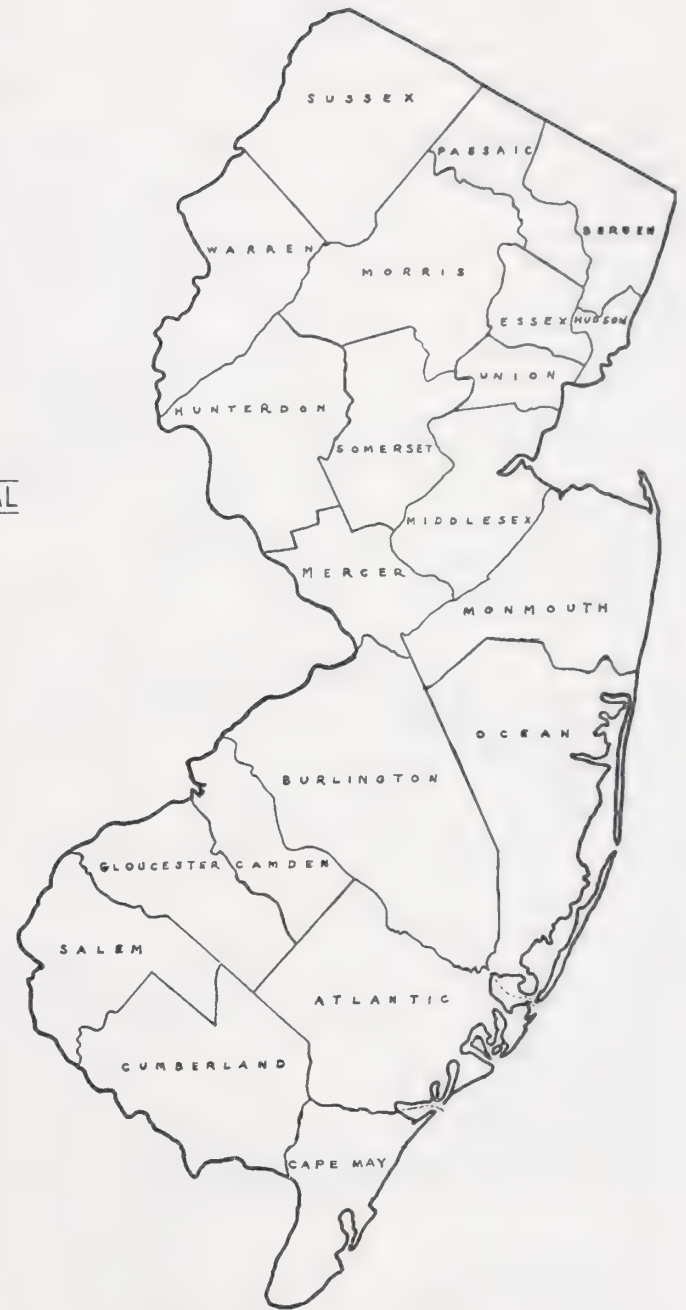 SUSSEX
PASSAIC
BERGEN
WARREN
MORRIS
ESSEX
HUDSON
UNION
HUNTERDON
SOMERSET
AL
MIDDLESEX
MERCER
MONMOUTH
OCEAN
BURLINGTON
GLOUCESTER
CAMDEN
SALEM
ATLANTIC
CUMBERLAND
CAPE MAY